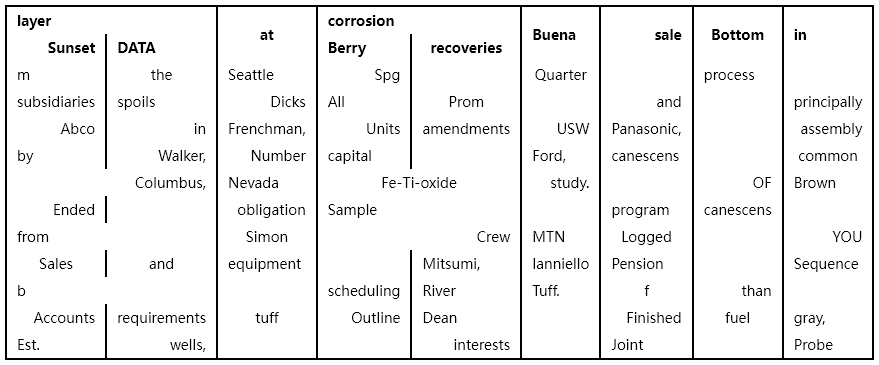 layer corrosion
at Buena sale Bottom in
Sunset DATA Berry recoveries
m the Seattle Spg Quarter process
subsidiaries spoils Dicks All Prom and principally
Abco in Frenchman, Units amendments USW Panasonic, assembly
by Walker, Number capital Ford, canescens common
Columbus, Nevada Fe-Ti-oxide study. OF Brown
Ended obligation Sample program canescens
from Simon Crew MTN Logged YOU
Sales and equipment Mitsumi, Ianniello Pension Sequence
b scheduling River Tuff. f than
Accounts requirements tuff Outline Dean Finished fuel gray,
Est. wells, interests Joint Probe